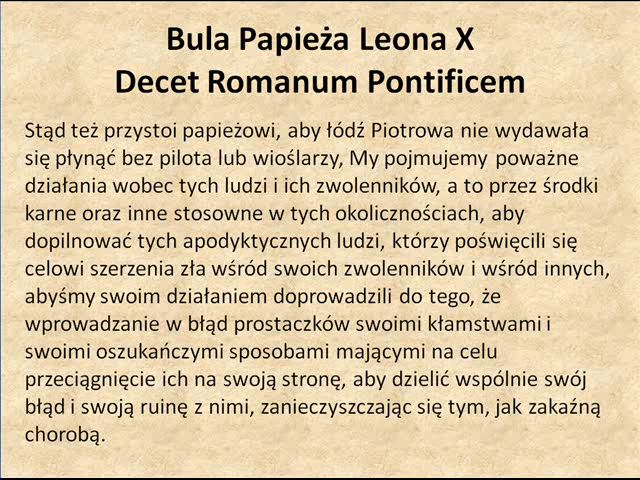 Bula Papieża Leona X
Decet Romanum Pontificem
Stąd też przystoi papieżowi, aby łódź Piotrowa nie wydawała
się płynąć bez pilota lub wioślarzy, My pojmujemy poważne
działania wobec tych ludzi i ich zwolenników, a to przez środki
karne oraz inne stosowne w tych okolicznościach, aby
dopilnować tych apodyktycznych ludzi, którzy poświęcili się
celowi szerzenia zła wśród swoich zwolenników i wśród innych,
abyśmy swoim działaniem doprowadzili do tego, że
wprowadzanie w błąd prostaczków swoimi kłamstwami i
swoimi oszukańczymi sposobami mającymi na celu
przeciągnięcie ich na swoją stronę, aby dzielić wspólnie swój
błąd i swoją ruinę z nimi, zanieczyszczając się tym, jak zakaźną
chorobą.